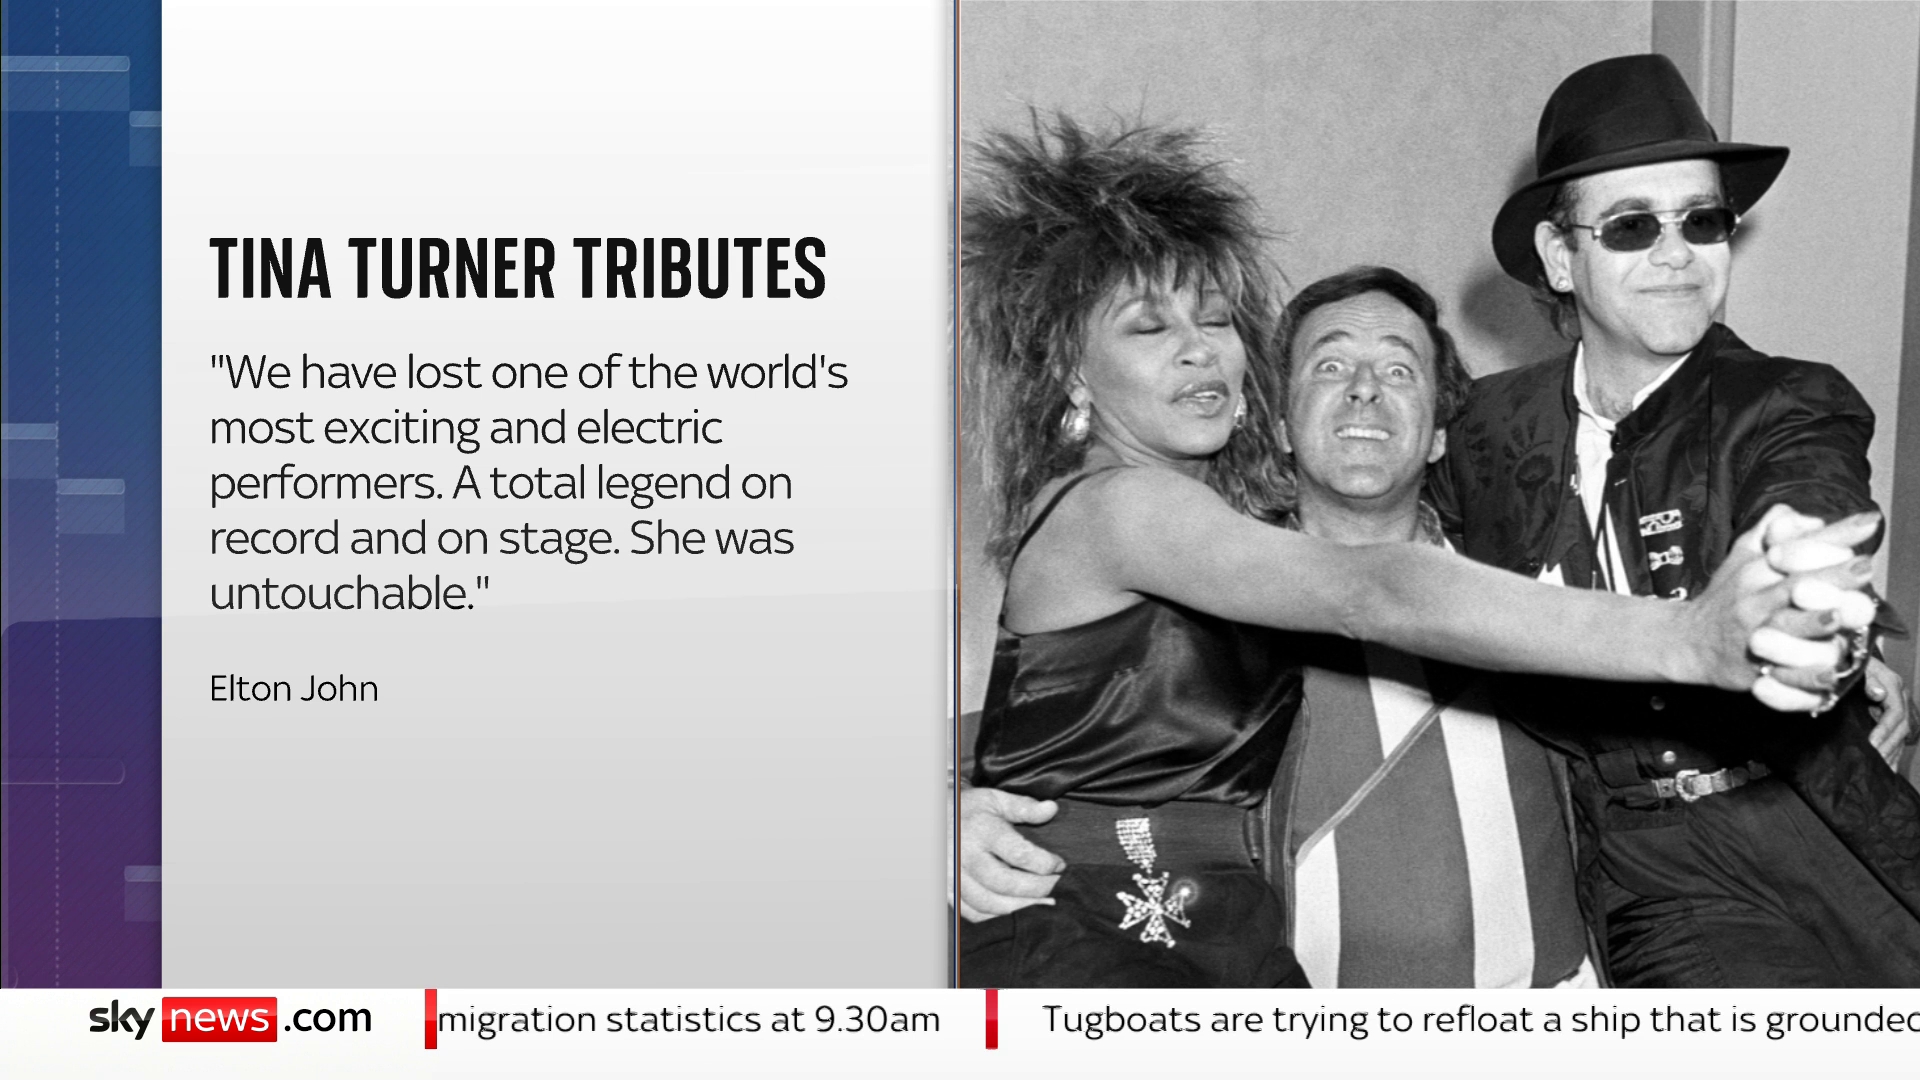 TINA TURNER TRIBUTES
"We have lost one of the world's
most exciting and electric
performers. A total legend on
record and on stage. She was
untouchable."
Elton John
sky news .com
migration statistics at 9.30am
Tugboats are trying to refloat a ship that is grounded